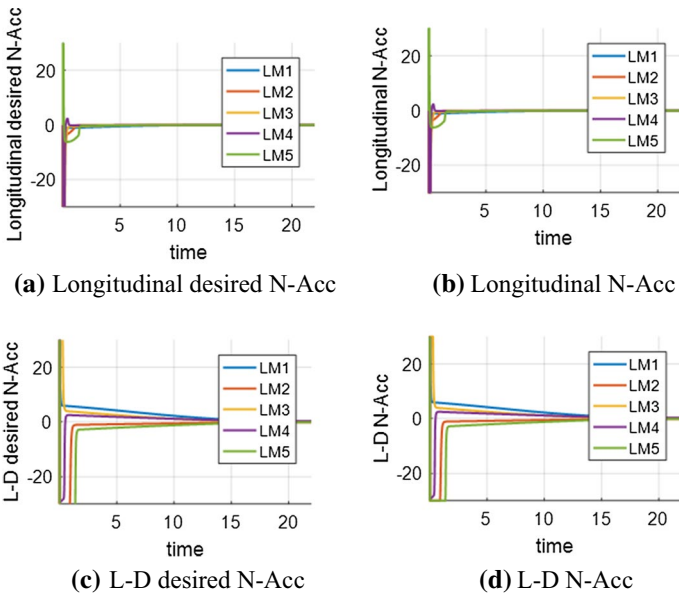 Longitudinal desired N-Acc
20
0
-20
5
10
15
20
time
LM1
LM2
LM3
LM4
LM5
(a) Longitudinal desired N-Acc
Longitudinal N-Acc
20
0
-20
5
10
15
20
time
LM1
LM2
LM3
LM4
LM5
(b) Longitudinal N-Acc
L-D desired N-Acc
20
0
-20
5
10
15
20
time
LM1
LM2
LM3
LM4
LM5
(c) L-D desired N-Acc
L-D N-Acc
20
0
-20
5
10
15
20
time
LM1
LM2
LM3
LM4
LM5
(d) L-D N-Acc